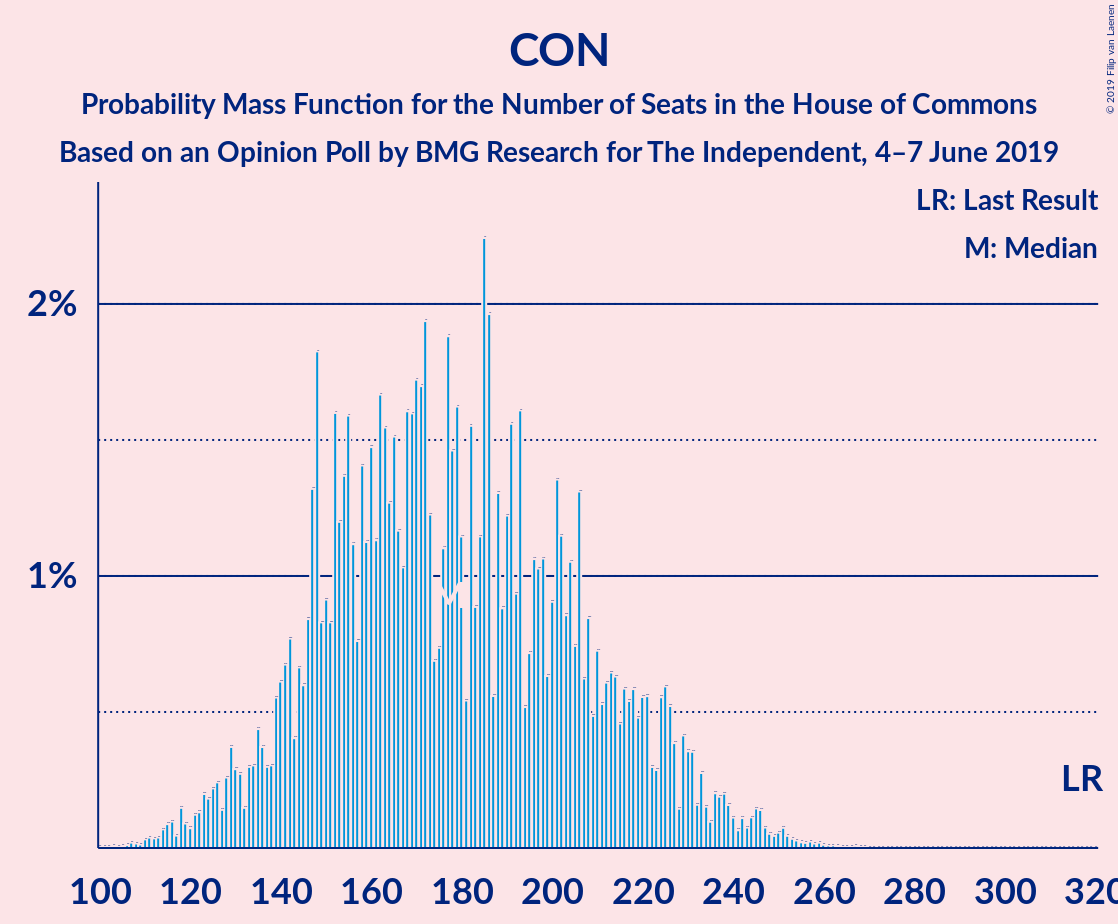 CON
Probability Mass Function for the Number of Seats in the House of Commons
Based on an Opinion Poll by BMG Research for The Independent, 4–7 June 2019
© 2019 Filip van Laenen
LR: Last Result
M: Median
2%
1%
M
LR
100 120 140 160 180 200 220 240 260 280 300 320